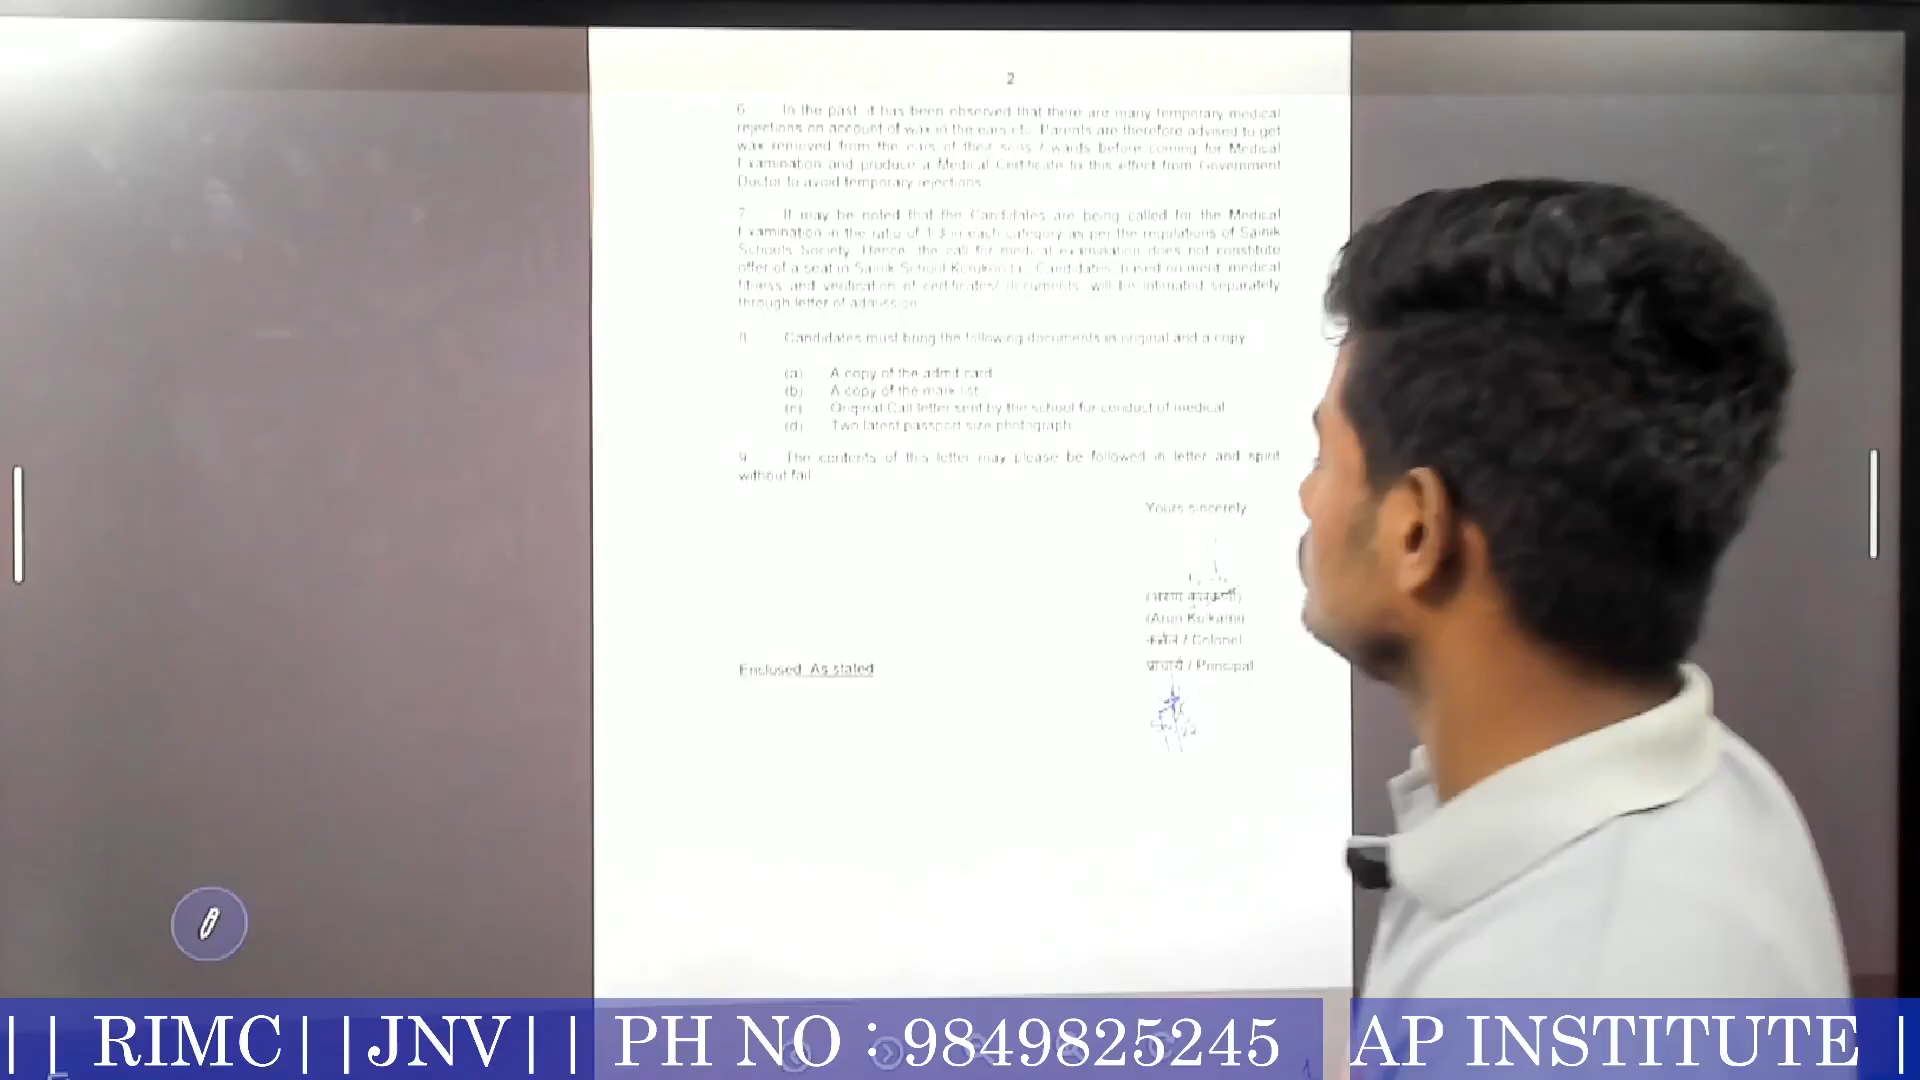 2
6. In the past, it has been observed that there are many temporary medical
rejections on account of wax in the ears etc. Parents are therefore advised to get
wax removed from the ears of their sons / wards before coming for Medical
Examination and produce a Medical Certificate to this effect from Government
Doctor to avoid temporary rejections.
7. It may be noted that the Candidates are being called for the Medical
Examination in the ratio of 1:3 in each category as per the regulations of Sainik
Schools Society. Hence, the call for medical examination does not constitute
offer of a seat in Sainik School Korukonda. Candidates, based on merit, medical
fitness and verification of certificates/ documents, will be intimated separately
through letter of admission.
8. Candidates must bring the following documents in original and a copy
(a) A copy of the admit card
(b) A copy of the mark list
(c) Original Call letter sent by the school for conduct of medical
(d) Two latest passport size photograph
9. The contents of this letter may please be followed in letter and spirit
without fail.
Yours sincerely
(अरुण कुलकर्णी)
(Arun Kulkarni)
कर्नल / Colonel
प्राचार्य / Principal
Enclosed: As stated
|| RIMC||JNV|| PH NO : 9849825245 AP INSTITUTE |